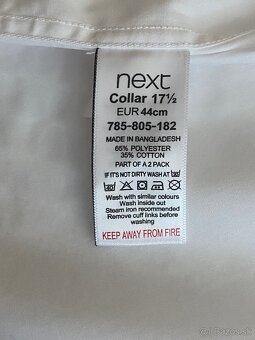 next
Collar 17½
EUR 44cm
785-805-182
MADE IN BANGLADESH
65% POLYESTER
35% COTTON
PART OF A 2 PACK
IF IT'S NOT DIRTY WASH AT
Wash with similar colours
Wash inside out
Steam iron recommended
Remove cuff links before
washing
KEEP AWAY FROM FIRE